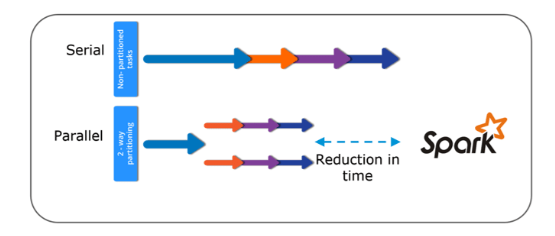 Serial
Non- partitioned
tasks
Parallel
2 - way
partitioning
Reduction in
time
Spark